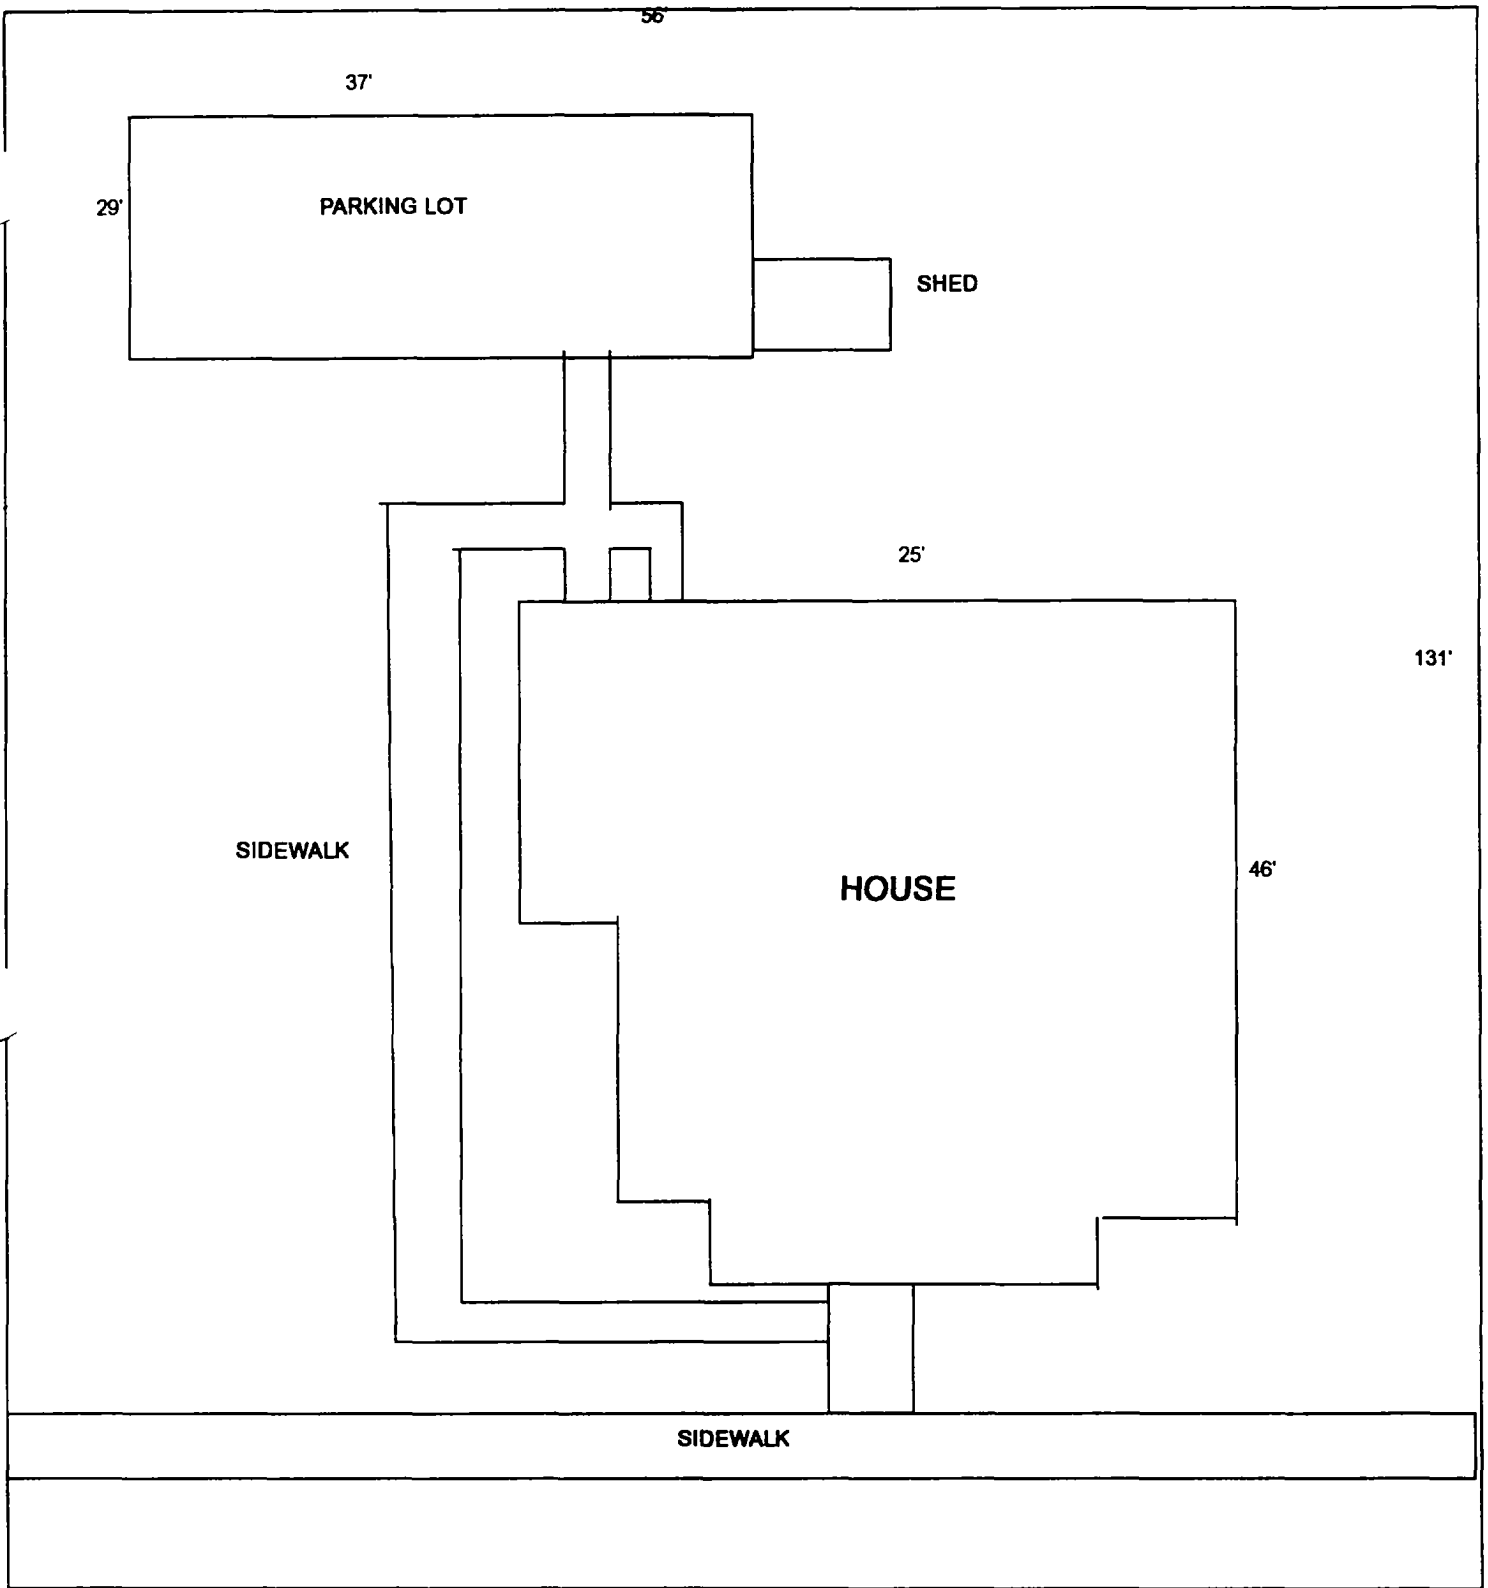 56'
37'
29'
PARKING LOT
SHED
25'
131'
SIDEWALK
46'
HOUSE
SIDEWALK